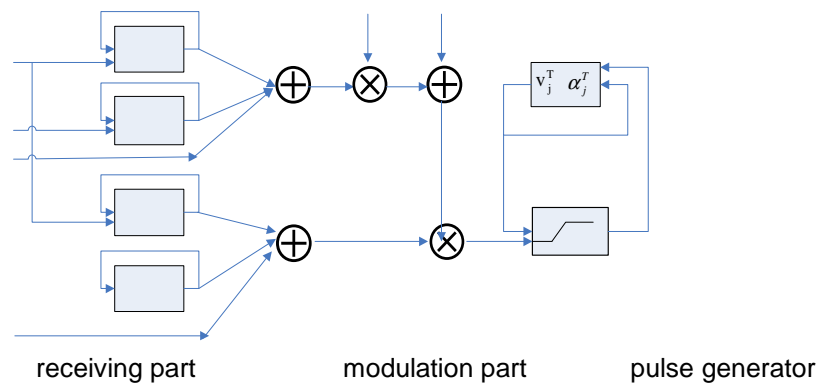 v_j^T α_j^T
receiving part modulation part pulse generator